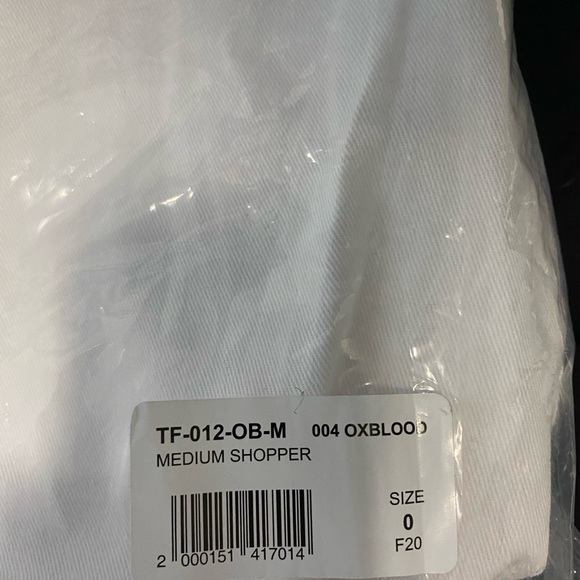 TF-012-OB-M 004 OXBLOOD
MEDIUM SHOPPER
SIZE
0
F20
2 000151 417014